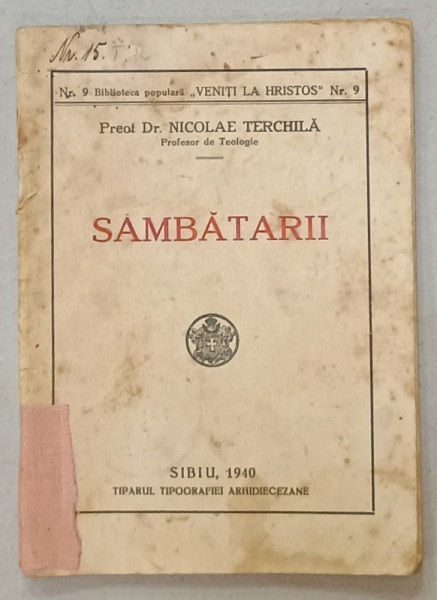 Nr. 15.
Nr. 9 Biblioteca populară „VENIȚI LA HRISTOS" Nr. 9
Preot Dr. NICOLAE TERCHILĂ
Profesor de Teologie
SÂMBĂTARII
SIBIU, 1940
TIPARUL TIPOGRAFIEI ARHIDIECEZANE